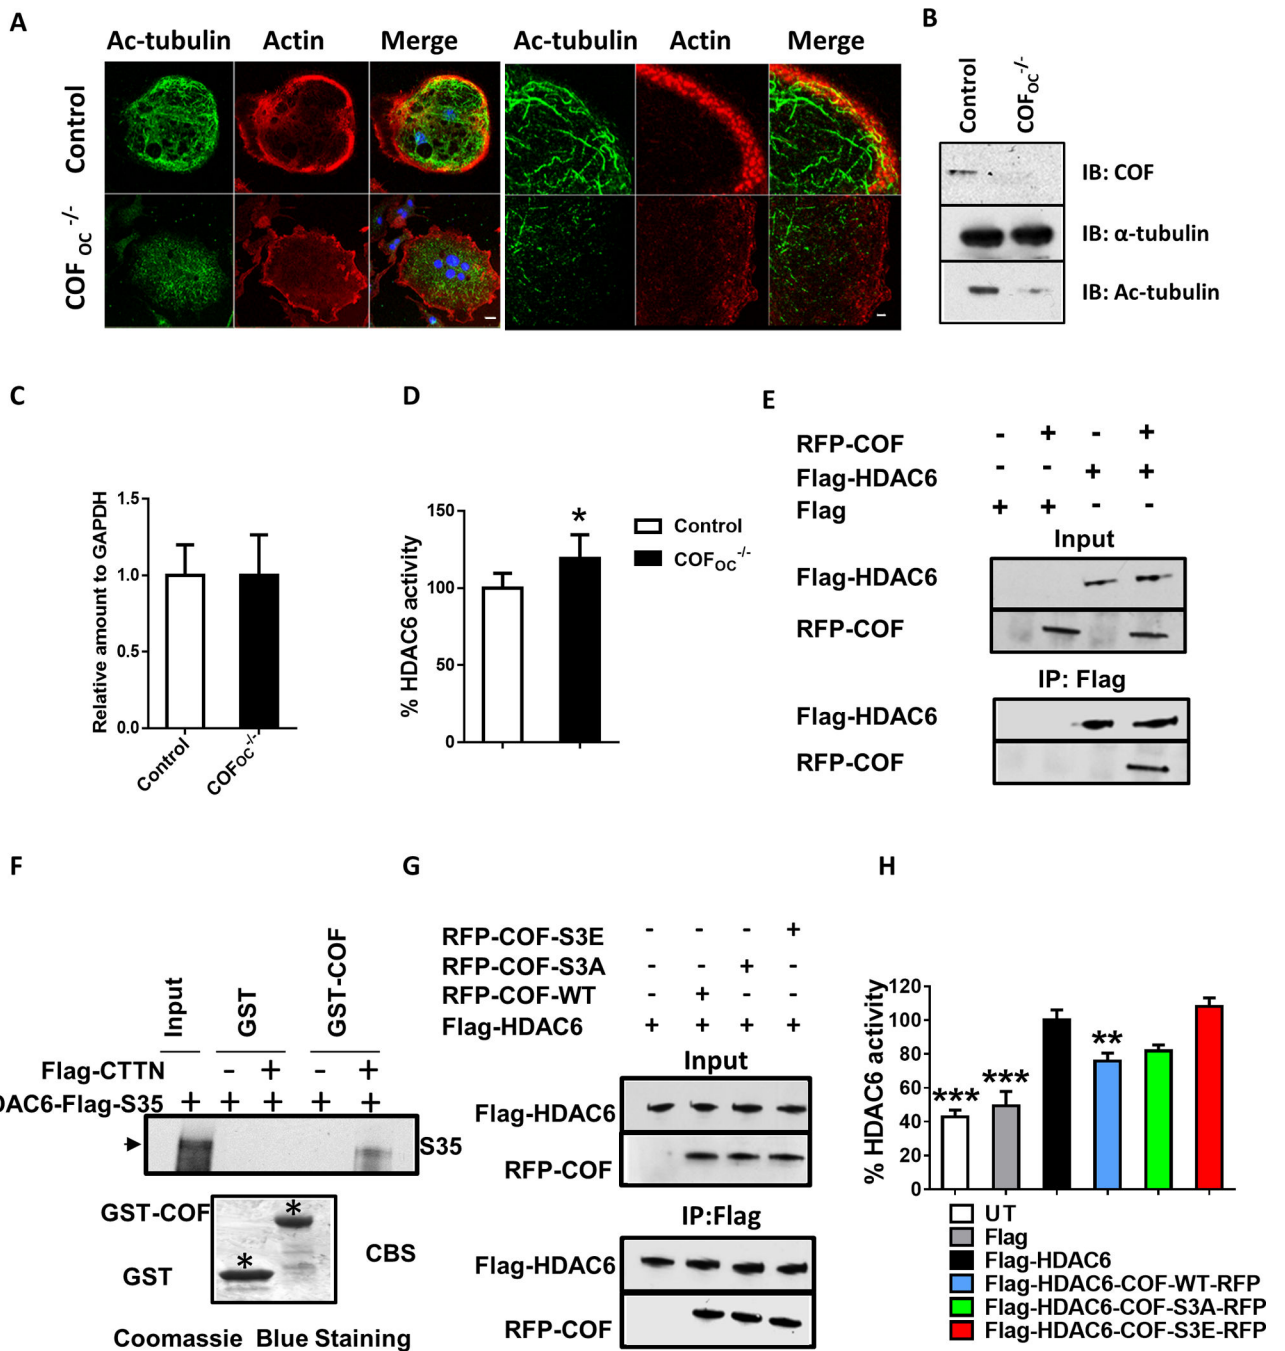 A
Ac-tubulin Actin Merge Ac-tubulin Actin Merge
Control
COF OC -/-
B
Control
COFOC-/-
IB: COF
IB: α-tubulin
IB: Ac-tubulin
C
Relative amount to GAPDH
1.5
1.0
0.5
0.0
Control
COFOC-/-
D
% HDAC6 activity
150
100
50
0
*
Control
COFOC-/-
E
RFP-COF - + - +
Flag-HDAC6 - - + +
Flag + + - -
Input
Flag-HDAC6
RFP-COF
IP: Flag
Flag-HDAC6
RFP-COF
F
Input
GST
GST-COF
Flag-CTTN - + - +
DAC6-Flag-S35 + + + + +
S35
GST-COF *
GST *
CBS
Coomassie Blue Staining
G
RFP-COF-S3E - - - +
RFP-COF-S3A - - + -
RFP-COF-WT - + - -
Flag-HDAC6 + + + +
Input
Flag-HDAC6
RFP-COF
IP:Flag
Flag-HDAC6
RFP-COF
H
% HDAC6 activity
120
100
80
60
40
20
0
*** *** **
UT
Flag
Flag-HDAC6
Flag-HDAC6-COF-WT-RFP
Flag-HDAC6-COF-S3A-RFP
Flag-HDAC6-COF-S3E-RFP